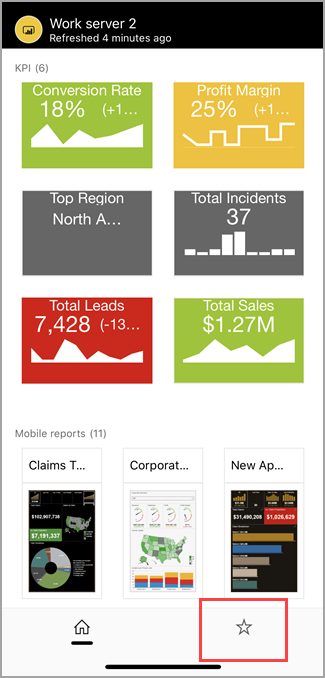 Work server 2
Refreshed 4 minutes ago
KPI (6)
Conversion Rate
18% (+1...
Profit Margin
25% (+1...
Top Region
North A...
Total Incidents
37
Total Leads
7,428 (-13...
Total Sales
$1.27M
Mobile reports (11)
Claims T...
Corporat...
New Ap...
$102,908,738
$7,191,337
$31,490,208
$1,026,629